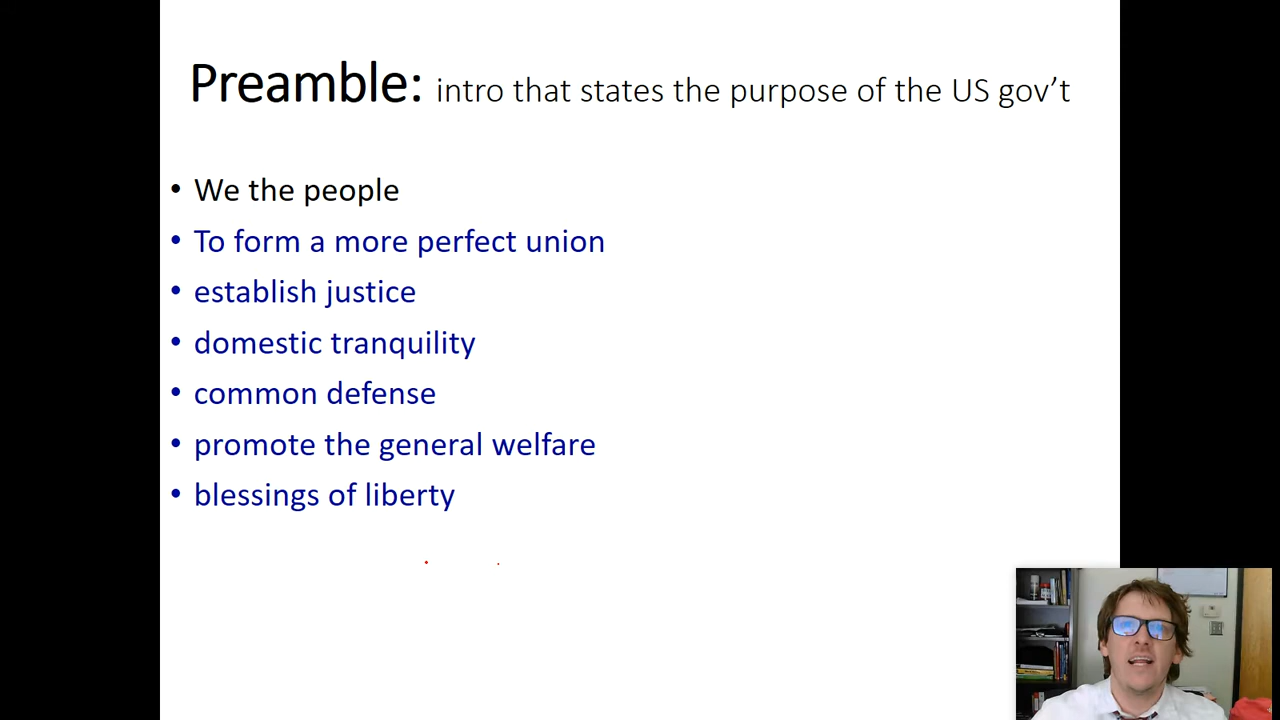 Preamble: intro that states the purpose of the US gov’t
• We the people
• To form a more perfect union
• establish justice
• domestic tranquility
• common defense
• promote the general welfare
• blessings of liberty